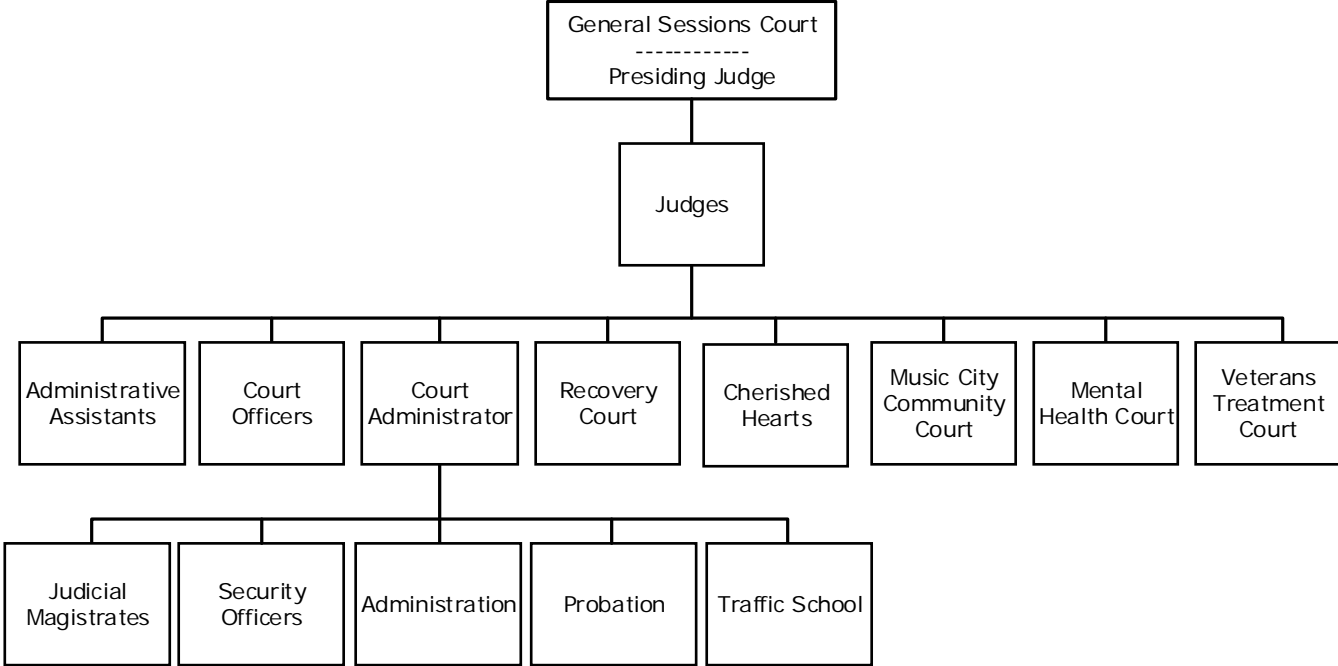 General Sessions Court
------------
Presiding Judge
Judges
Administrative
Assistants
Court
Officers
Court
Administrator
Recovery
Court
Cherished
Hearts
Music City
Community
Court
Mental
Health Court
Veterans
Treatment
Court
Judicial
Magistrates
Security
Officers
Administration
Probation
Traffic School